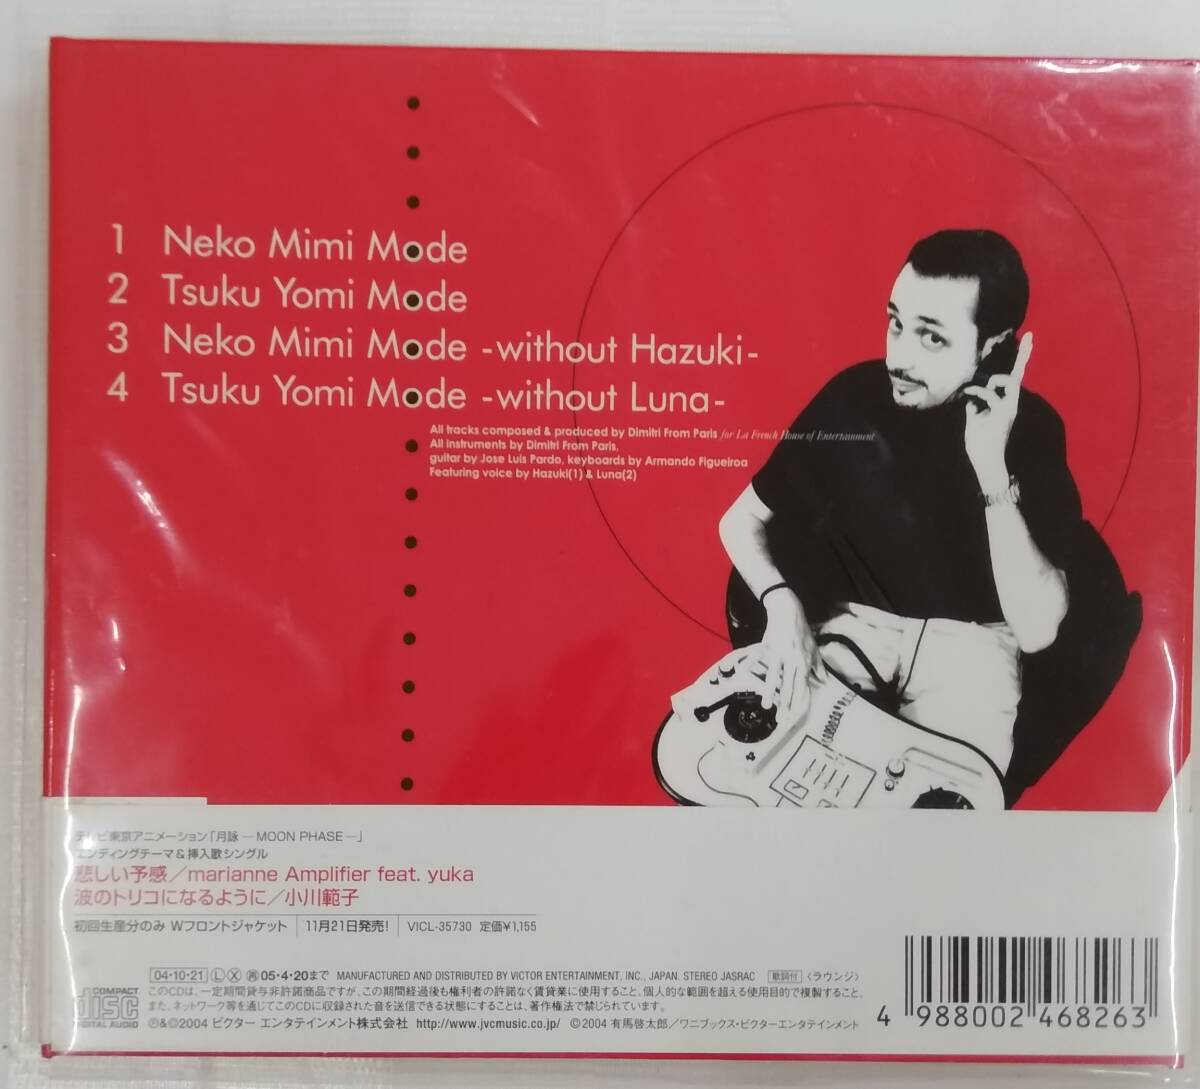 1 Neko Mimi Mode
2 Tsuku Yomi Mode
3 Neko Mimi Mode -without Hazuki-
4 Tsuku Yomi Mode -without Luna-
All tracks composed & produced by Dimitri From Paris for La French House of Entertainment
All instruments by Dimitri From Paris,
guitar by Jose Luis Pardo, keyboards by Armando Figueiroa
Featuring voice by Hazuki(1) & Luna(2)
テレビ東京アニメーション「月詠 ―MOON PHASE―」
エンディングテーマ&挿入歌シングル
悲しい予感/marianne Amplifier feat. yuka
波のトリコになるように/小川範子
初回生産分のみ Wフロントジャケット 11月21日発売! VICL-35730 定価¥1,155
04・10・21 L X 再 05・4・20まで MANUFACTURED AND DISTRIBUTED BY VICTOR ENTERTAINMENT, INC., JAPAN. STEREO JASRAC 歌詞付 〈ラウンジ〉
このCDは、一定期間貸与非許諾商品ですが、この期間経過後も権利者の許諾なく賃貸業に使用すること、個人的な範囲を超える使用目的で複製すること、
また、ネットワーク等を通じてこのCDに収録された音を送信できる状態にすることは、著作権法で禁じられています。
COMPACT disc DIGITAL AUDIO
℗&©2004 ビクター エンタテインメント株式会社 http://www.jvcmusic.co.jp/ ©2004 有馬啓太郎/ワニブックス・ビクターエンタテインメント
4 988002 468263